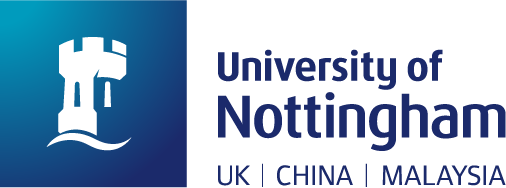 University of
Nottingham
UK | CHINA | MALAYSIA